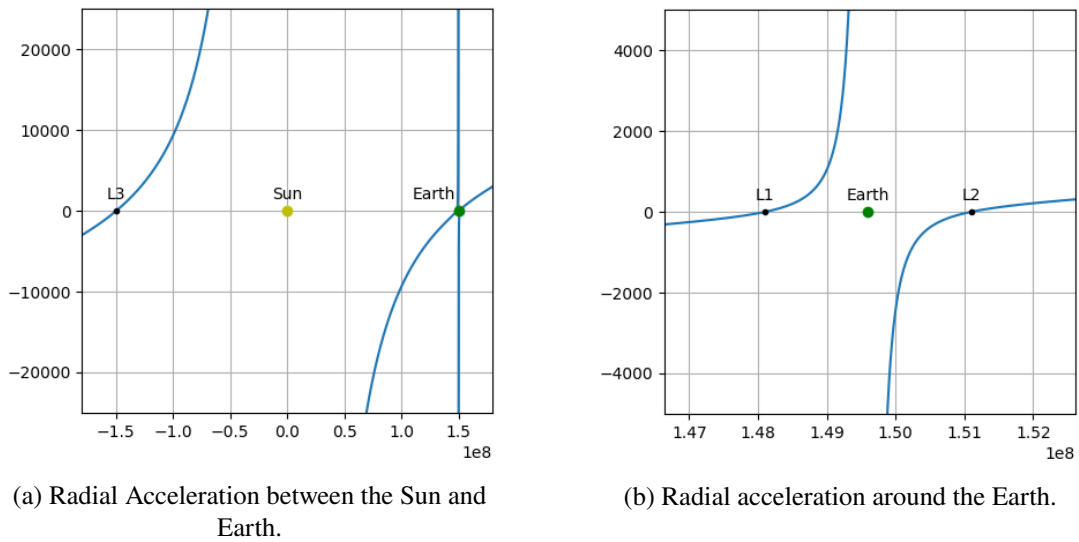 20000
10000
0
−10000
−20000
L3
Sun
Earth
−1.5 −1.0 −0.5 0.0 0.5 1.0 1.5
1e8
(a) Radial Acceleration between the Sun and
Earth.
4000
2000
0
−2000
−4000
L1
Earth
L2
1.47 1.48 1.49 1.50 1.51 1.52
1e8
(b) Radial acceleration around the Earth.